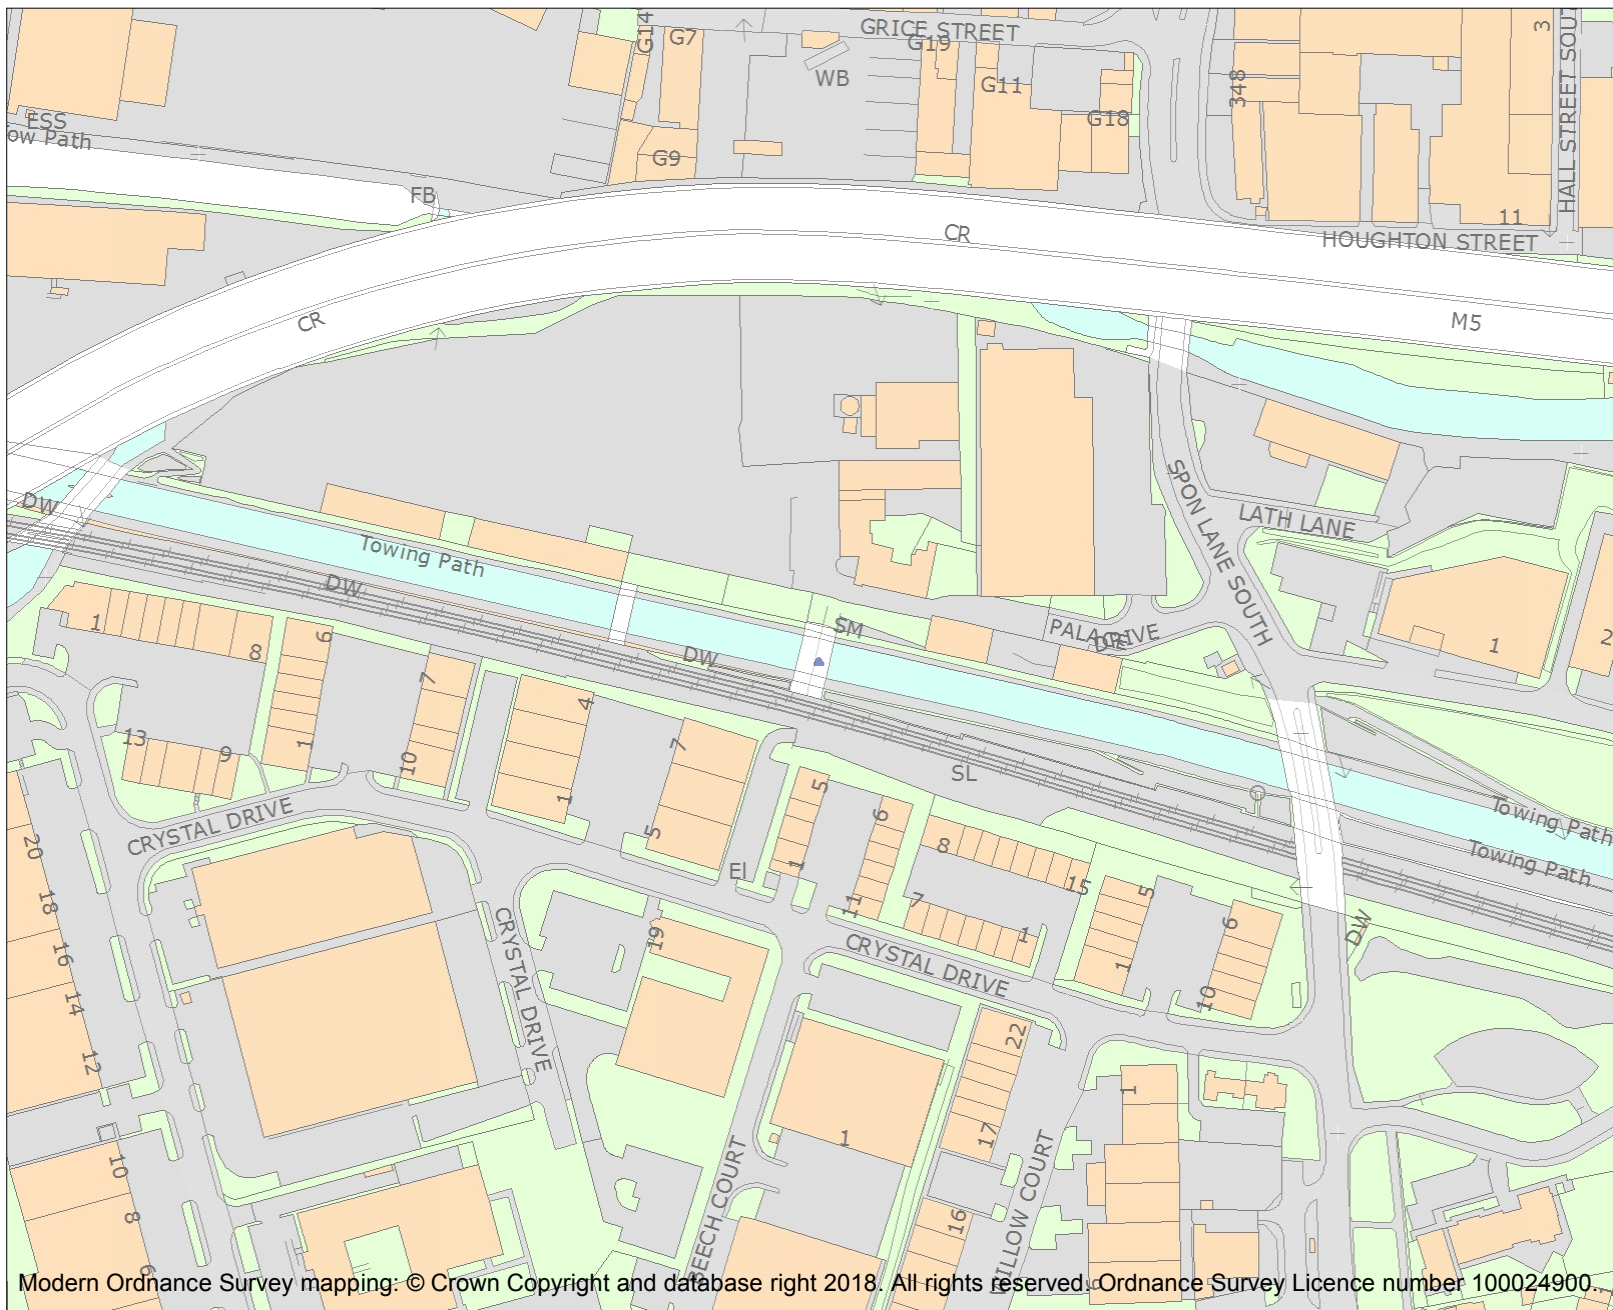 GRICE STREET
G14
G7
G19
WB
G11
G18
348
3
HALL STREET SOUT
ESS
ow Path
G9
FB
11
CR
HOUGHTON STREET
CR
M5
DW
SPON LANE SOUTH
LATH LANE
Towing Path
DW
SM
PALACE
DRIVE
1
2
DW
1
8
6
7
4
13
9
1
10
7
1
5
SL
5
6
Towing Path
Towing Path
CRYSTAL DRIVE
20
El
1
8
15
5
18
11
7
1
6
DW
16
19
CRYSTAL DRIVE
CRYSTAL DRIVE
1
10
14
22
12
1
1
17
10
BEECH COURT
WILLOW COURT
8
16
6
Modern Ordnance Survey mapping: © Crown Copyright and database right 2018. All rights reserved. Ordnance Survey Licence number 100024900..